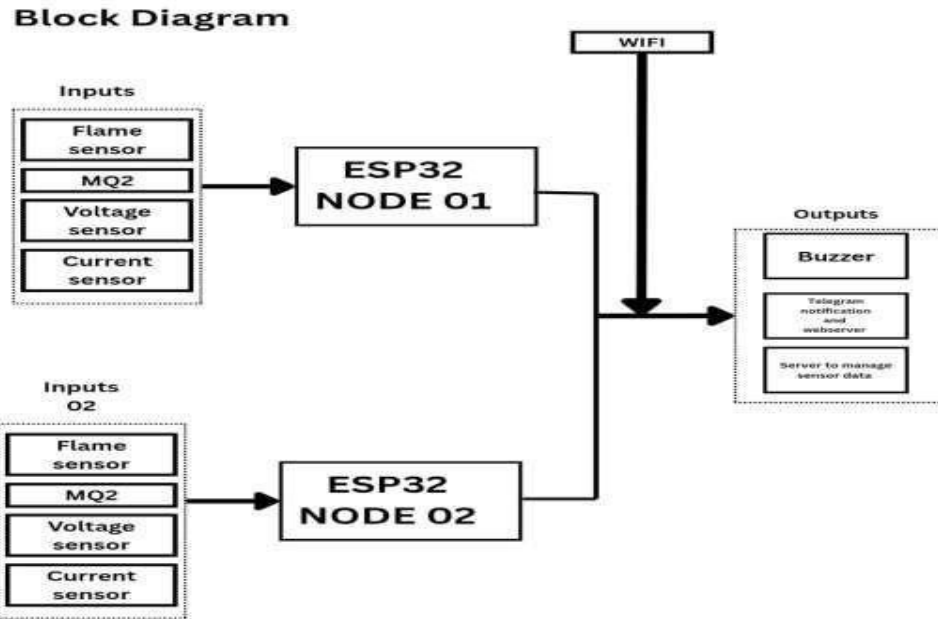 Block Diagram
WIFI
Inputs
Flame
sensor
MQ2
Voltage
sensor
Current
sensor
ESP32
NODE 01
Outputs
Buzzer
Telegram
notification
and
webserver
Server to manage
sensor data
Inputs
02
Flame
sensor
MQ2
Voltage
sensor
Current
sensor
ESP32
NODE 02